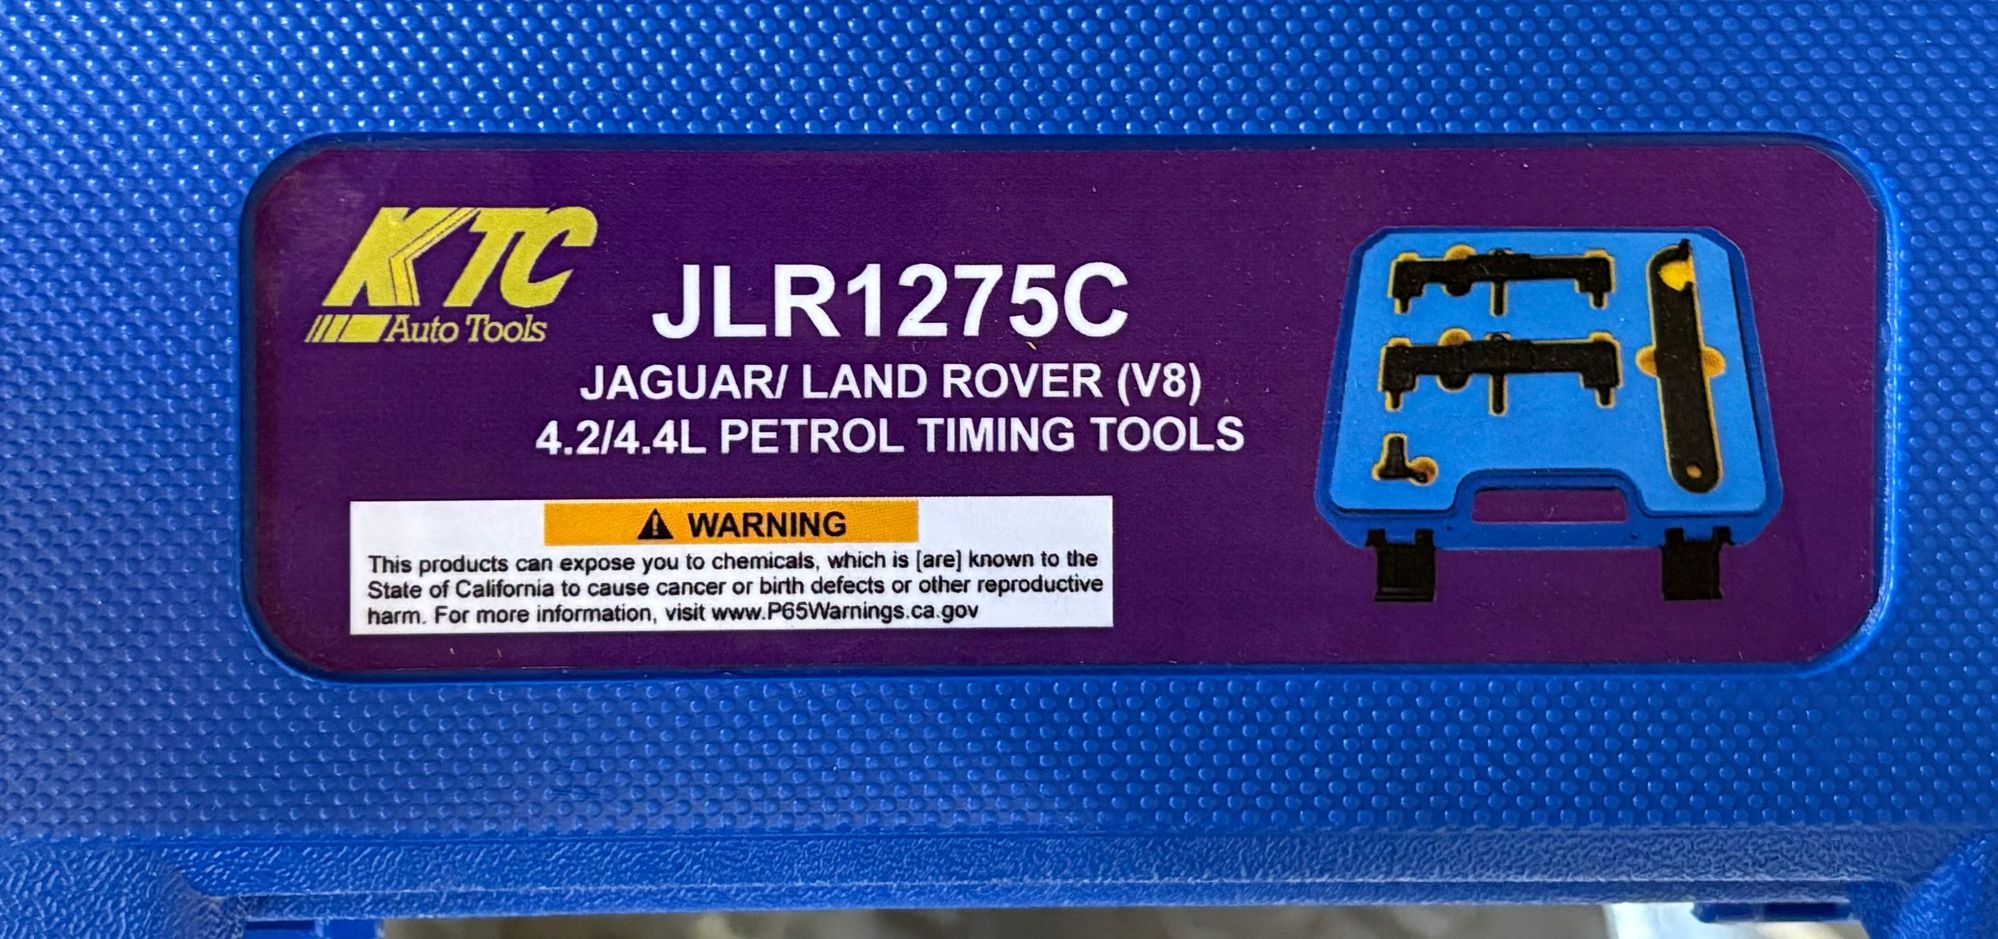 KTC
Auto Tools
JLR1275C
JAGUAR/ LAND ROVER (V8)
4.2/4.4L PETROL TIMING TOOLS
WARNING
This products can expose you to chemicals, which is [are] known to the
State of California to cause cancer or birth defects or other reproductive
harm. For more information, visit www.P65Warnings.ca.gov